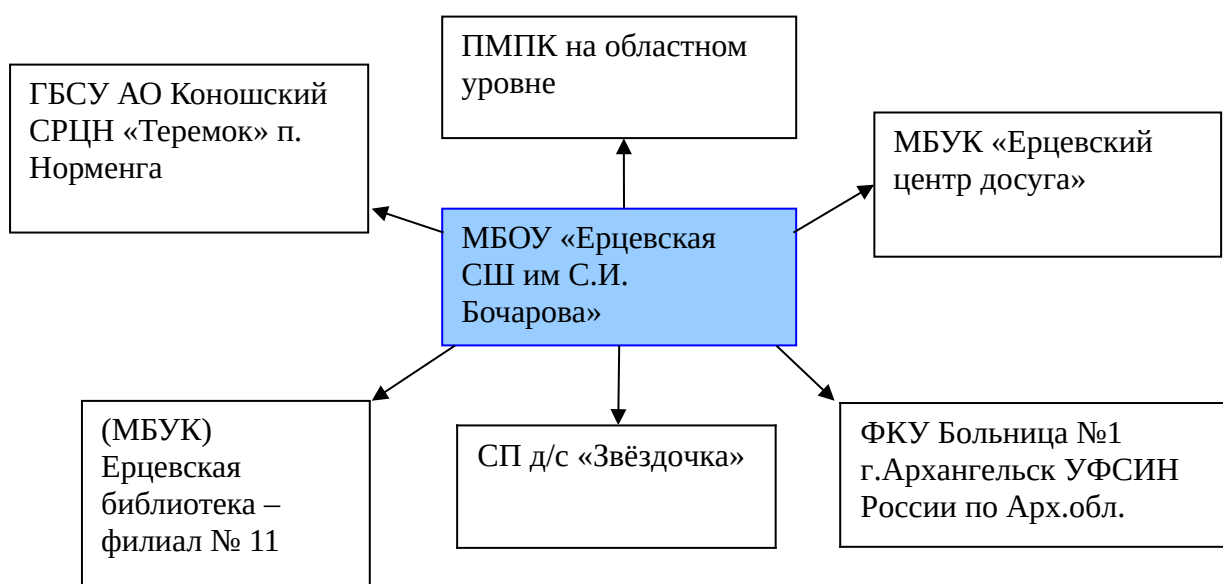 ПМПК на областном
уровне
ГБСУ АО Коношский
СРЦН «Теремок» п.
Норменга
МБУК «Ерцевский
центр досуга»
МБОУ «Ерцевская
СШ им С.И.
Бочарова»
(МБУК)
Ерцевская
библиотека –
филиал № 11
СП д/с «Звёздочка»
ФКУ Больница №1
г.Архангельск УФСИН
России по Арх.обл.